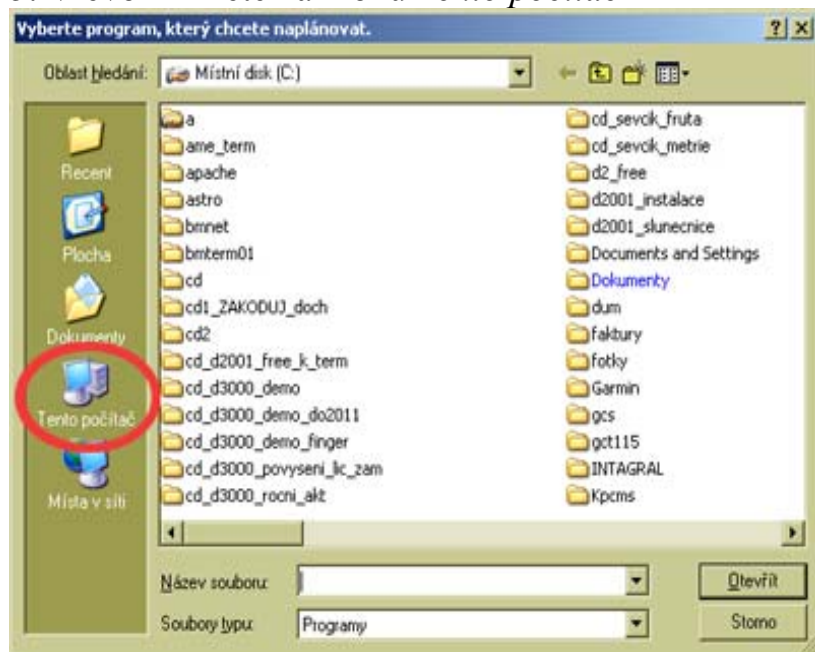 Vyberte program, který chcete naplánovat.
Oblast hledání: Místní disk (C:)
Recent
Plocha
Dokumenty
Tento počítač
Místa v síti
a
ame_term
apache
astro
bmnet
bmterm01
cd
cd1_ZAKODUJ_doch
cd2
cd_d2001_free_k_term
cd_d3000_demo
cd_d3000_demo_do2011
cd_d3000_demo_finger
cd_d3000_povyseni_lic_zam
cd_d3000_rocni_akt
cd_sevcik_fruta
cd_sevcik_metrie
d2_free
d2001_instalace
d2001_slunecnice
Documents and Settings
Dokumenty
dum
faktury
fotky
Garmin
gcs
gct115
INTAGRAL
Kpcms
Název souboru:
Otevřít
Soubory typu: Programy
Storno